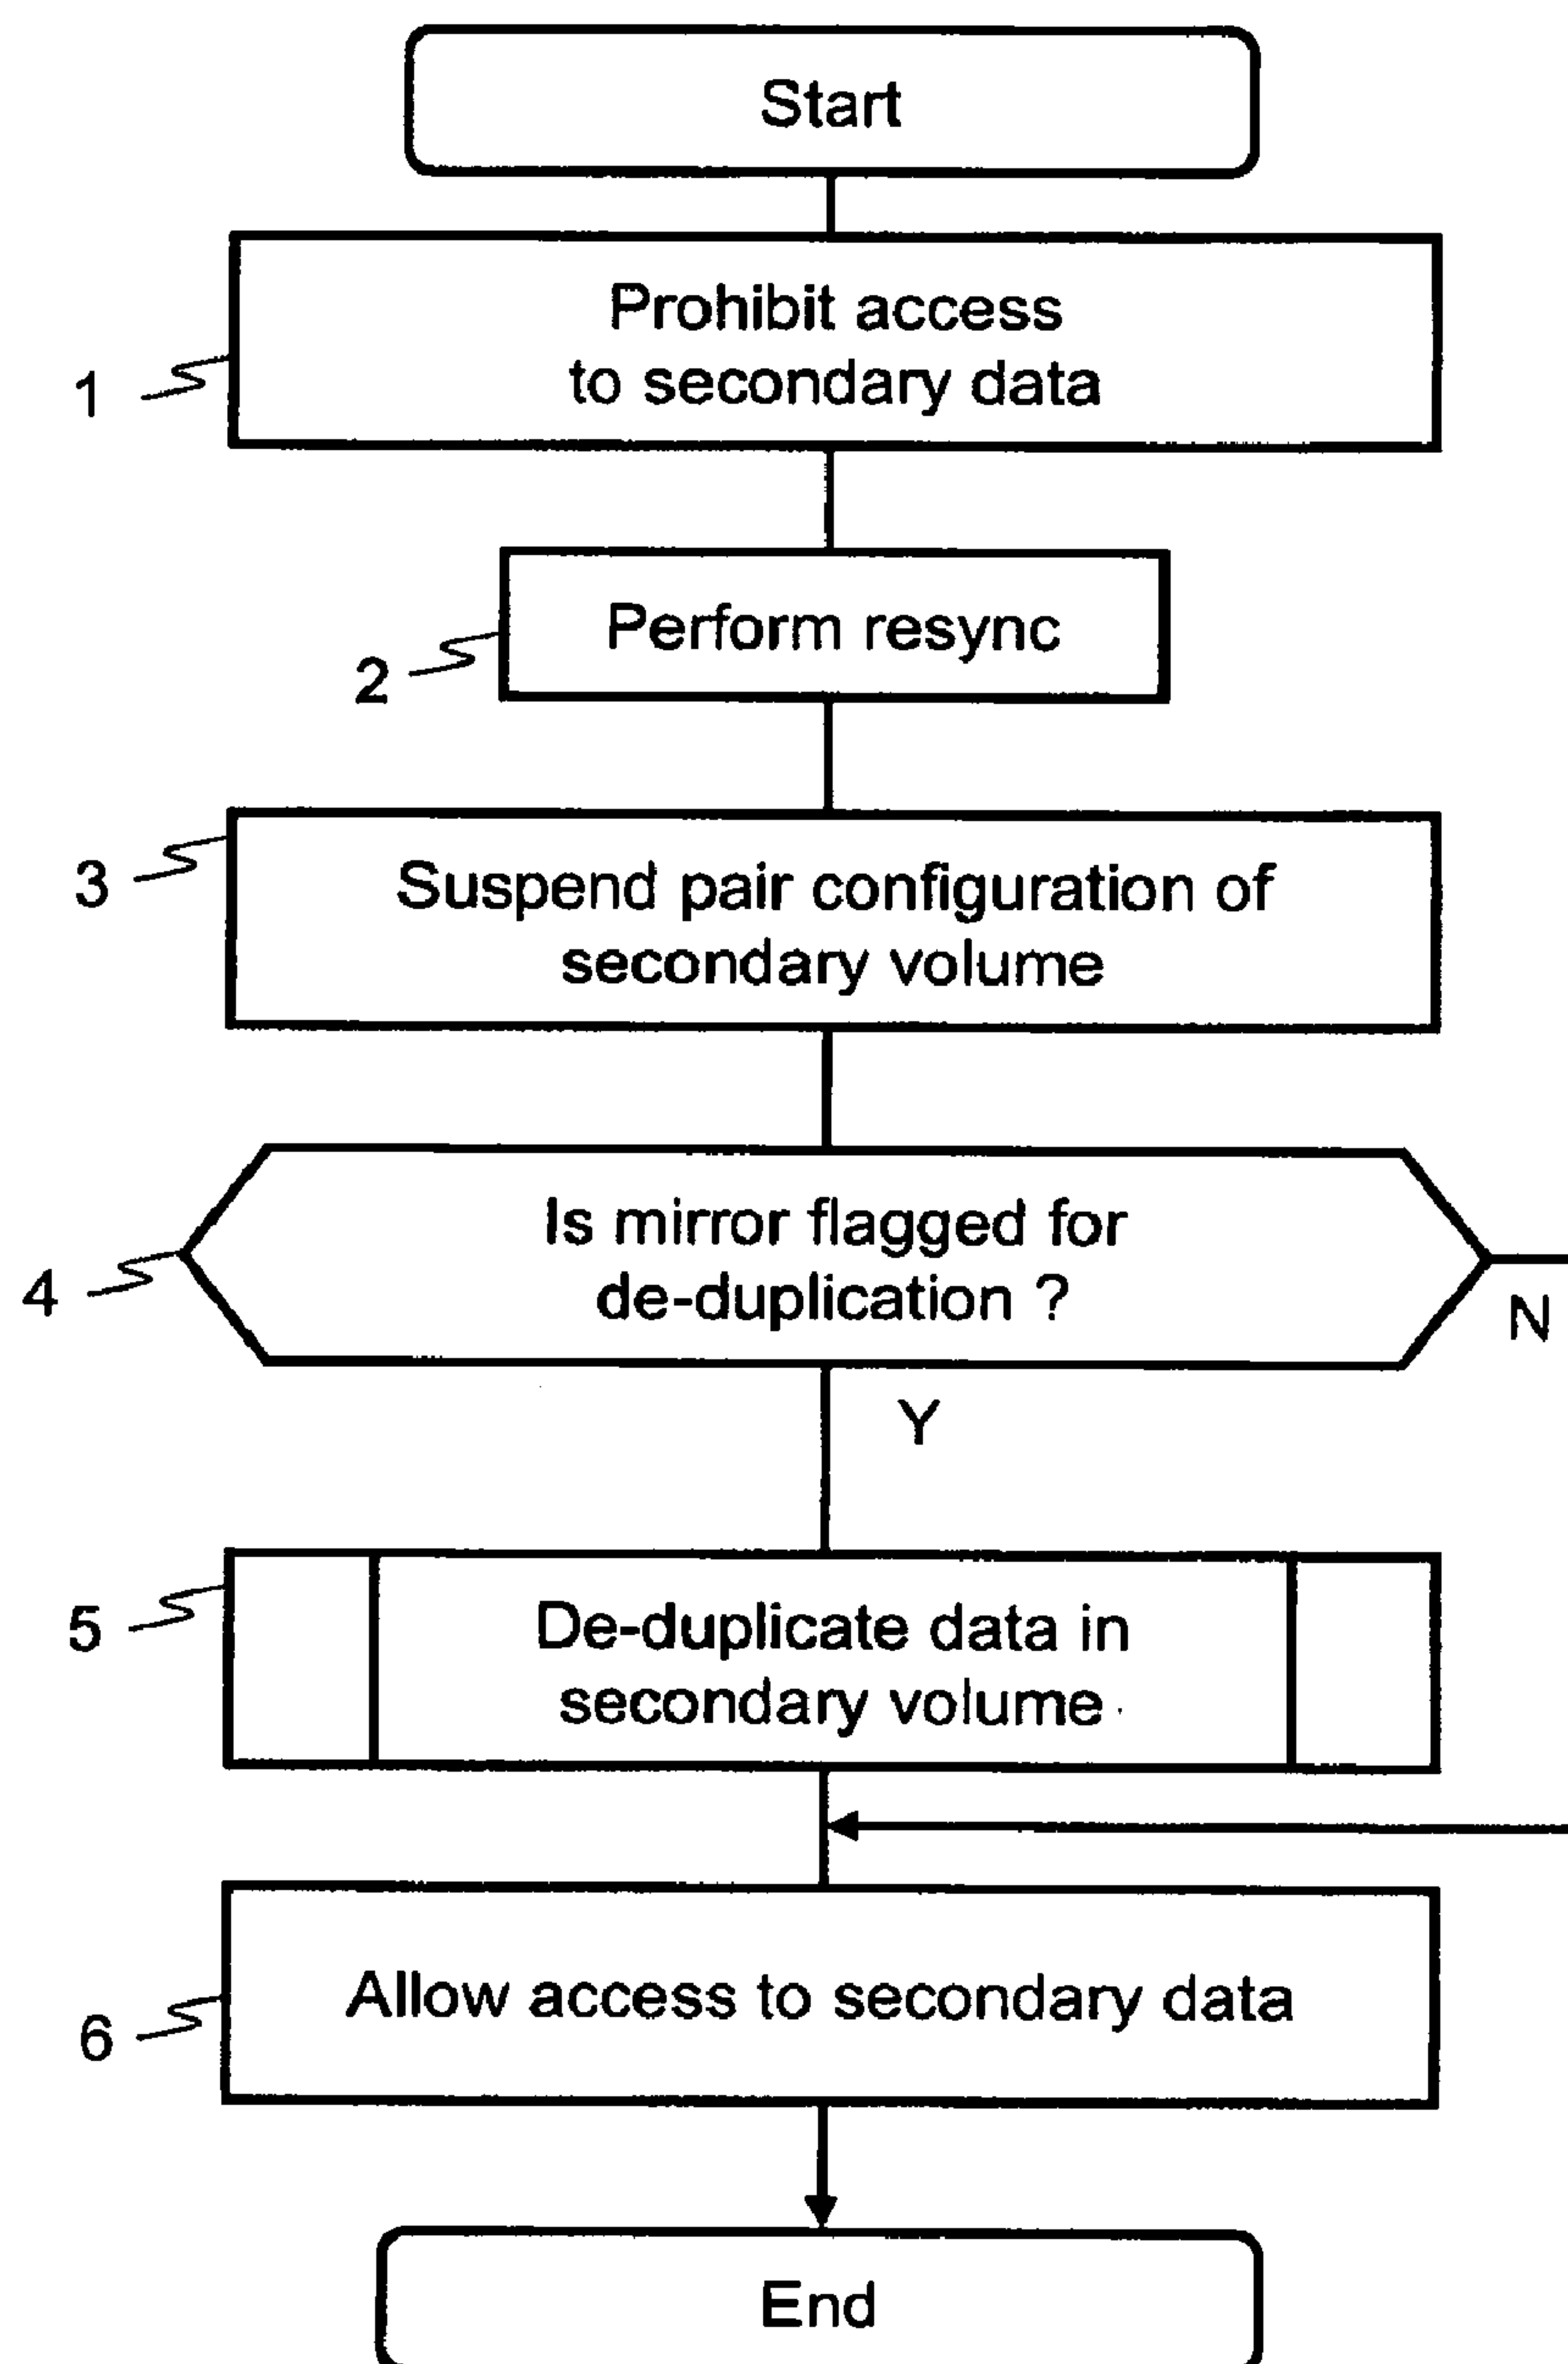 Start
Prohibit access
to secondary data
1
Perform resync
2
3
Suspend pair configuration of
secondary volume
Is mirror flagged for
de-duplication ?
4
N
Y
5
De-duplicate data in
secondary volume
Allow access to secondary data
6
End